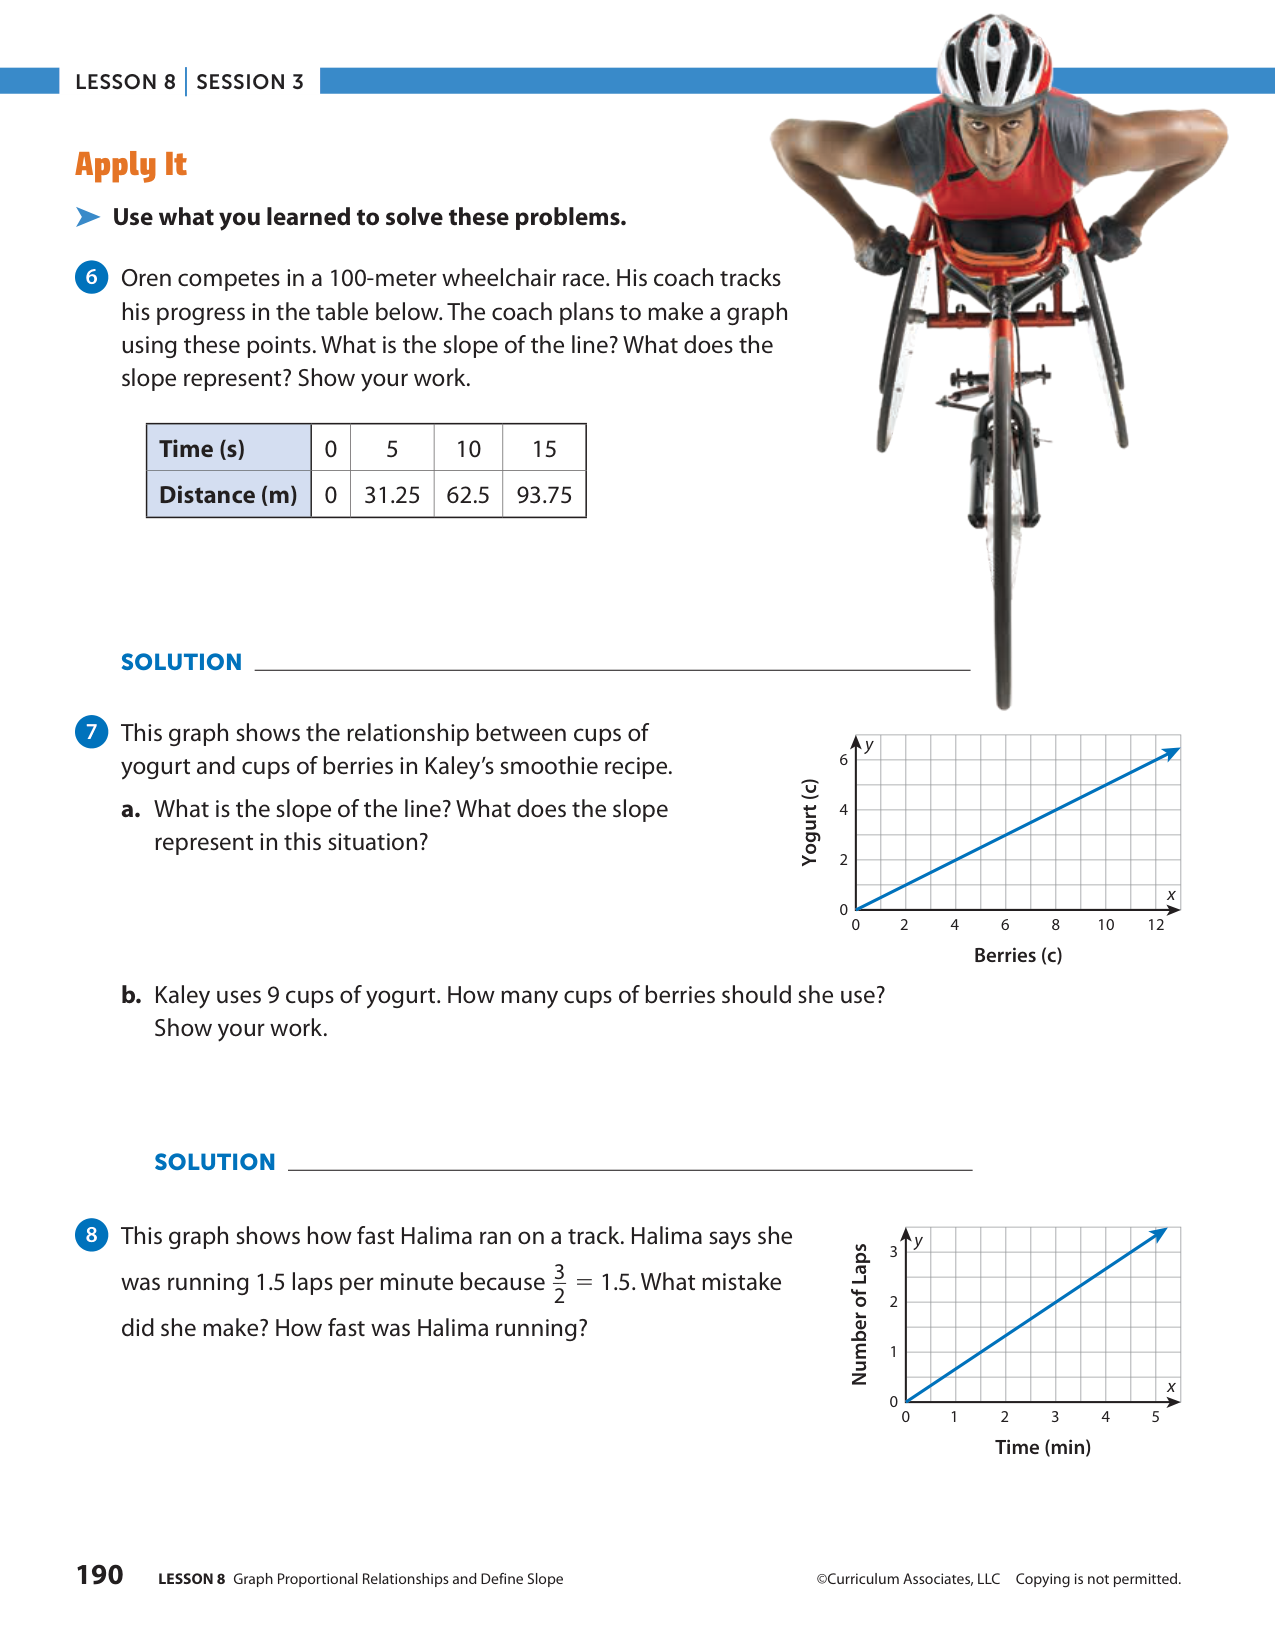 LESSON 8 | SESSION 3
Apply It
Use what you learned to solve these problems.
6 Oren competes in a 100-meter wheelchair race. His coach tracks
his progress in the table below. The coach plans to make a graph
using these points. What is the slope of the line? What does the
slope represent? Show your work.
Time (s) 0 5 10 15
Distance (m) 0 31.25 62.5 93.75
SOLUTION
7 This graph shows the relationship between cups of
yogurt and cups of berries in Kaley’s smoothie recipe.
a. What is the slope of the line? What does the slope
represent in this situation?
y
6
4
2
0
Yogurt (c)
x
0 2 4 6 8 10 12
Berries (c)
b. Kaley uses 9 cups of yogurt. How many cups of berries should she use?
Show your work.
SOLUTION
8 This graph shows how fast Halima ran on a track. Halima says she
was running 1.5 laps per minute because 3/2 = 1.5. What mistake
did she make? How fast was Halima running?
y
3
2
1
0
Number of Laps
x
0 1 2 3 4 5
Time (min)
190 LESSON 8 Graph Proportional Relationships and Define Slope
©Curriculum Associates, LLC Copying is not permitted.